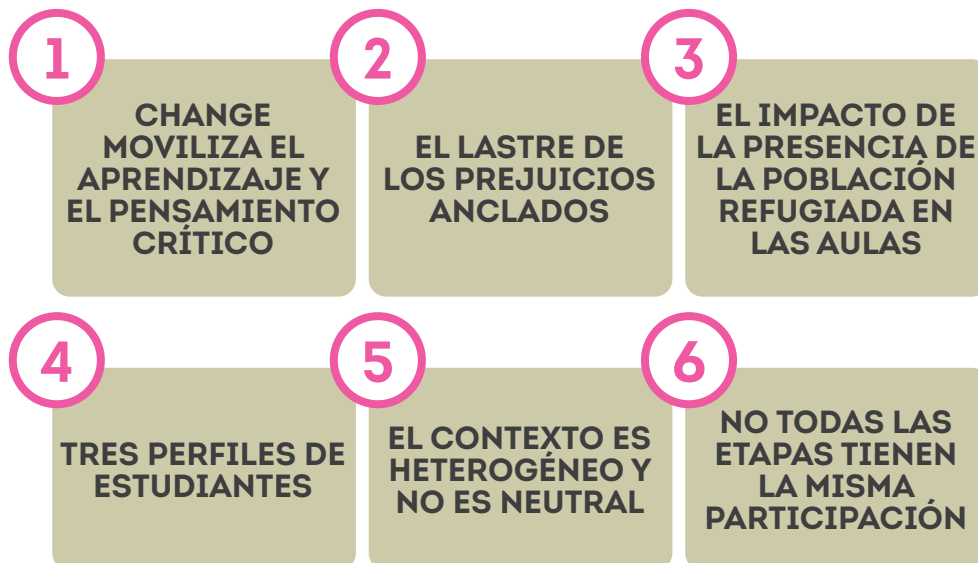 1
CHANGE
MOVILIZA EL
APRENDIZAJE Y
EL PENSAMIENTO
CRÍTICO
2
EL LASTRE DE
LOS PREJUICIOS
ANCLADOS
3
EL IMPACTO DE
LA PRESENCIA DE
LA POBLACIÓN
REFUGIADA EN
LAS AULAS
4
TRES PERFILES DE
ESTUDIANTES
5
EL CONTEXTO ES
HETEROGÉNEO Y
NO ES NEUTRAL
6
NO TODAS LAS
ETAPAS TIENEN
LA MISMA
PARTICIPACIÓN